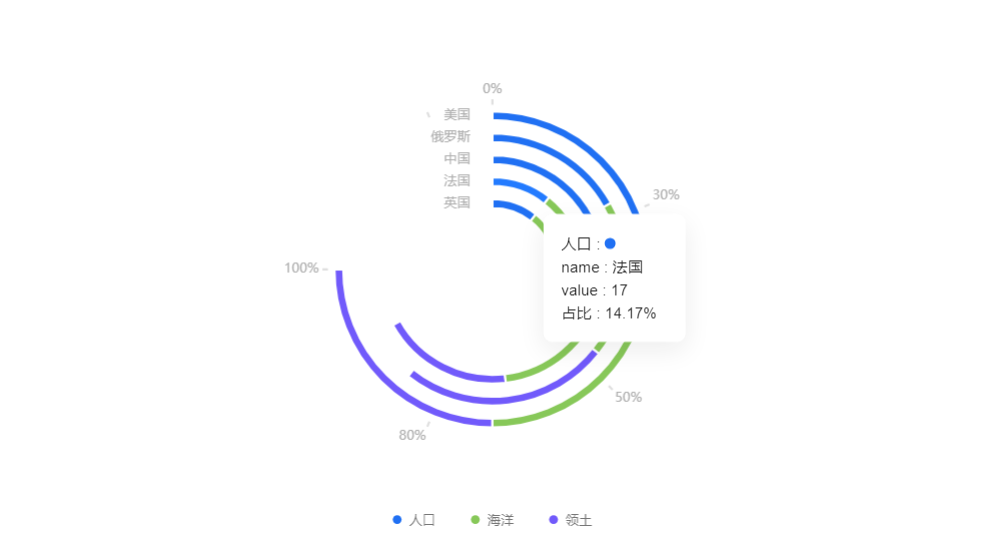 0%
美国
俄罗斯
中国
法国
英国
30%
人口 :
name : 法国
value : 17
占比 : 14.17%
100%
50%
80%
人口
海洋
领土